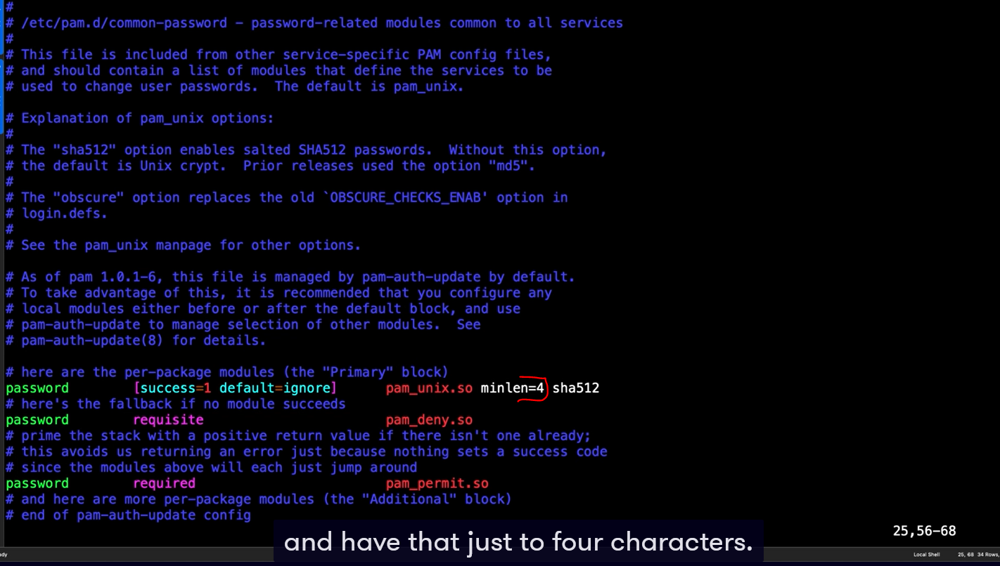 #
# /etc/pam.d/common-password - password-related modules common to all services
#
# This file is included from other service-specific PAM config files,
# and should contain a list of modules that define the services to be
# used to change user passwords.  The default is pam_unix.

# Explanation of pam_unix options:
#
# The "sha512" option enables salted SHA512 passwords.  Without this option,
# the default is Unix crypt.  Prior releases used the option "md5".
#
# The "obscure" option replaces the old `OBSCURE_CHECKS_ENAB' option in
# login.defs.
#
# See the pam_unix manpage for other options.

# As of pam 1.0.1-6, this file is managed by pam-auth-update by default.
# To take advantage of this, it is recommended that you configure any
# local modules either before or after the default block, and use
# pam-auth-update to manage selection of other modules.  See
# pam-auth-update(8) for details.

# here are the per-package modules (the "Primary" block)
password        [success=1 default=ignore]      pam_unix.so minlen=4 sha512
# here's the fallback if no module succeeds
password        requisite                       pam_deny.so
# prime the stack with a positive return value if there isn't one already;
# this avoids us returning an error just because nothing sets a success code
# since the modules above will each just jump around
password        required                        pam_permit.so
# and here are more per-package modules (the "Additional" block)
# end of pam-auth-update config
25,56-68
and have that just to four characters.
Local Shell 25, 68 34 Rows,